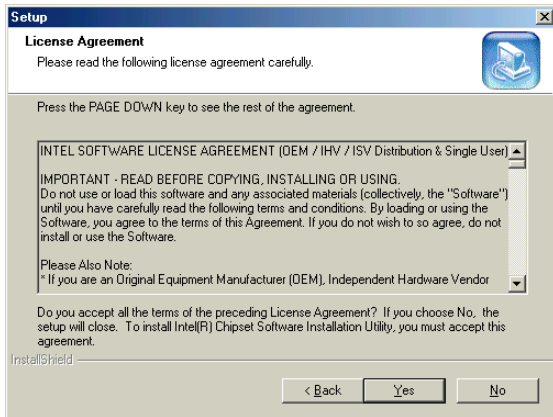 Setup
License Agreement
Please read the following license agreement carefully.
Press the PAGE DOWN key to see the rest of the agreement.
INTEL SOFTWARE LICENSE AGREEMENT (OEM / IHV / ISV Distribution & Single User)
IMPORTANT - READ BEFORE COPYING, INSTALLING OR USING.
Do not use or load this software and any associated materials (collectively, the "Software")
until you have carefully read the following terms and conditions. By loading or using the
Software, you agree to the terms of this Agreement. If you do not wish to so agree, do not
install or use the Software.
Please Also Note:
* If you are an Original Equipment Manufacturer (OEM), Independent Hardware Vendor
Do you accept all the terms of the preceding License Agreement? If you choose No, the
setup will close. To install Intel(R) Chipset Software Installation Utility, you must accept this
agreement.
InstallShield
< Back
Yes
No